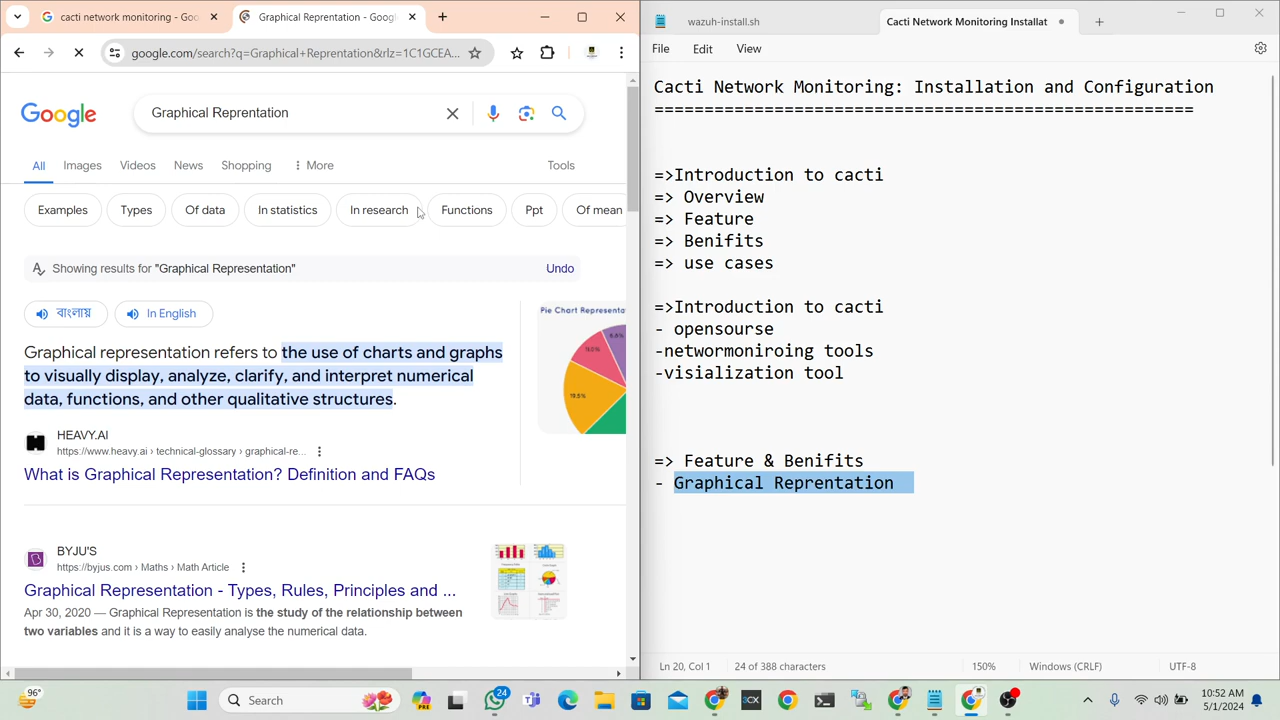 cacti network monitoring - Goog
Graphical Reprentation - Googl
google.com/search?q=Graphical+Reprentation&rlz=1C1GCEA...
Google
Graphical Reprentation
All
Images
Videos
News
Shopping
More
Tools
Examples
Types
Of data
In statistics
In research
Functions
Ppt
Of mean
Showing results for "Graphical Representation"
Undo
বাংলায়
In English
Graphical representation refers to the use of charts and graphs
to visually display, analyze, clarify, and interpret numerical
data, functions, and other qualitative structures.
Pie Chart Representa
HEAVY.AI
https://www.heavy.ai › technical-glossary › graphical-re...
What is Graphical Representation? Definition and FAQs
BYJU'S
https://byjus.com › Maths › Math Article
Graphical Representation - Types, Rules, Principles and ...
Apr 30, 2020 — Graphical Representation is the study of the relationship between
two variables and it is a way to easily analyse the numerical data.
wazuh-install.sh
Cacti Network Monitoring Installat
File
Edit
View
Cacti Network Monitoring: Installation and Configuration
======================================================
=>Introduction to cacti
=> Overview
=> Feature
=> Benifits
=> use cases
=>Introduction to cacti
- opensourse
-networmoniroing tools
-visialization tool
=> Feature & Benifits
- Graphical Reprentation
Ln 20, Col 1
24 of 388 characters
150%
Windows (CRLF)
UTF-8
96°
Search
PRE
24
3CX
10:52 AM
5/1/2024